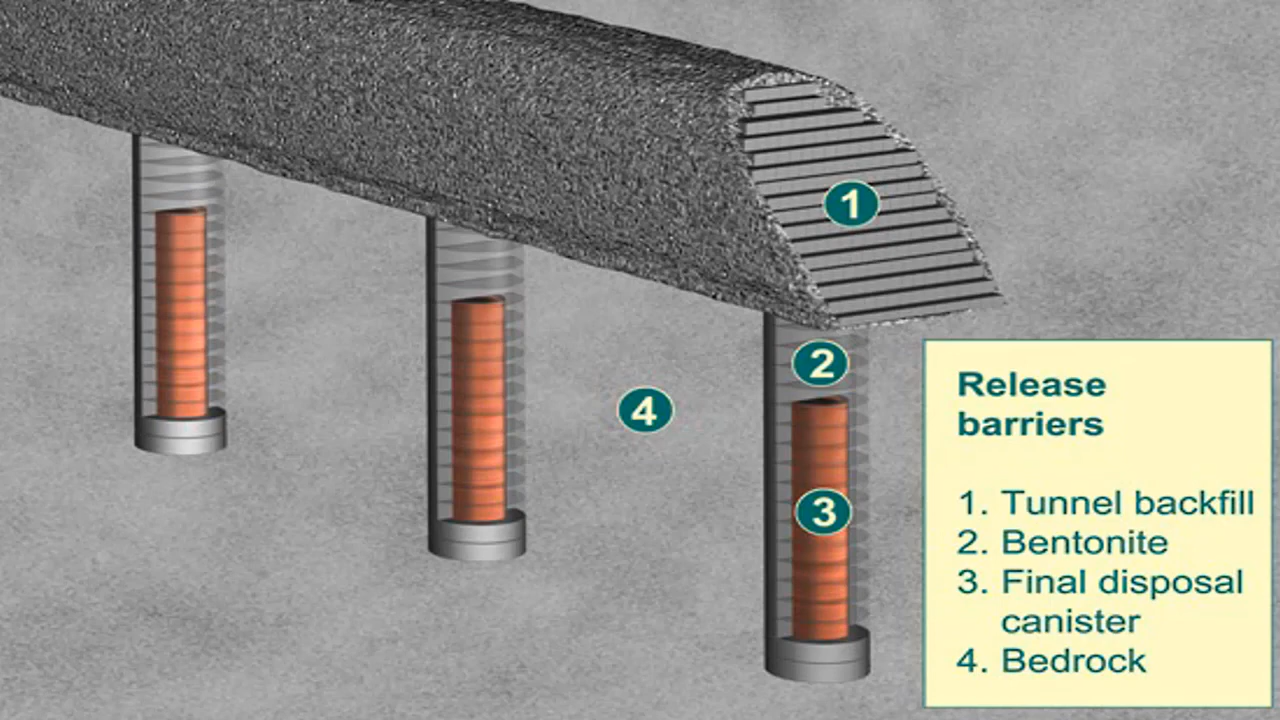 1
2
4
3
Release
barriers
1. Tunnel backfill
2. Bentonite
3. Final disposal
canister
4. Bedrock